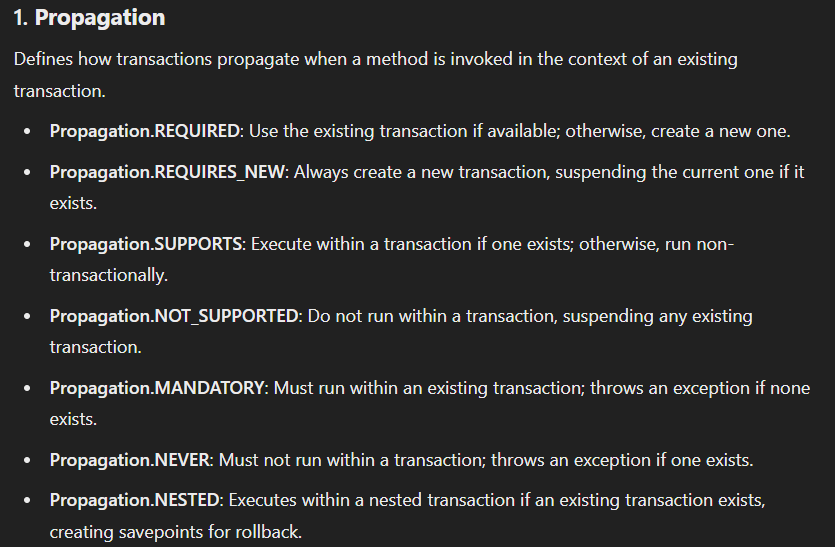 1. Propagation
Defines how transactions propagate when a method is invoked in the context of an existing
transaction.
• Propagation.REQUIRED: Use the existing transaction if available; otherwise, create a new one.
• Propagation.REQUIRES_NEW: Always create a new transaction, suspending the current one if it
exists.
• Propagation.SUPPORTS: Execute within a transaction if one exists; otherwise, run non-
transactionally.
• Propagation.NOT_SUPPORTED: Do not run within a transaction, suspending any existing
transaction.
• Propagation.MANDATORY: Must run within an existing transaction; throws an exception if none
exists.
• Propagation.NEVER: Must not run within a transaction; throws an exception if one exists.
• Propagation.NESTED: Executes within a nested transaction if an existing transaction exists,
creating savepoints for rollback.